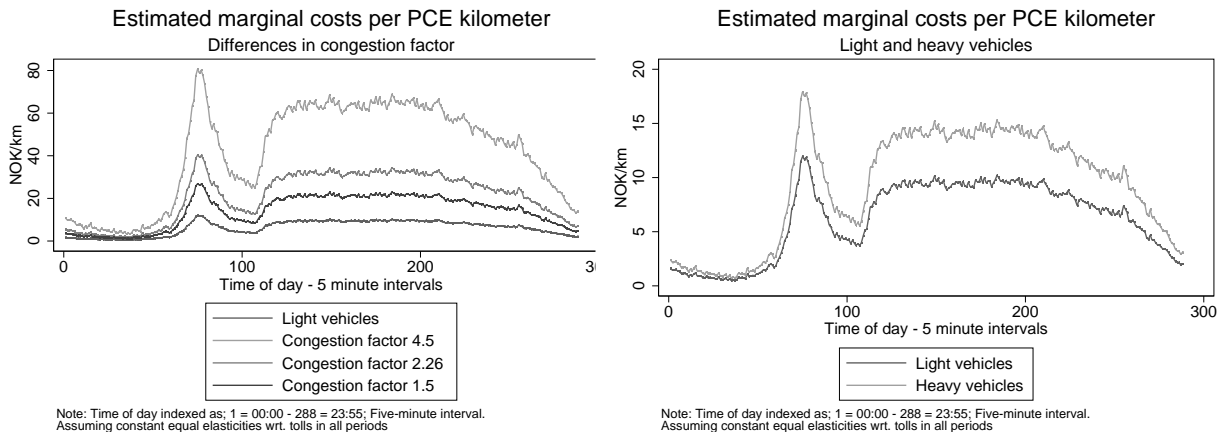 Estimated marginal costs per PCE kilometer
Differences in congestion factor
NOK/km
80
60
40
20
0
0
100
200
Time of day - 5 minute intervals
Light vehicles
Congestion factor 4.5
Congestion factor 2.26
Congestion factor 1.5
Note: Time of day indexed as; 1 = 00:00 - 288 = 23:55; Five-minute interval.
Assuming constant equal elasticities wrt. tolls in all periods
Estimated marginal costs per PCE kilometer
Light and heavy vehicles
NOK/km
20
15
10
5
0
0
100
200
300
Time of day - 5 minute intervals
Light vehicles
Heavy vehicles
Note: Time of day indexed as; 1 = 00:00 - 288 = 23:55; Five-minute interval.
Assuming constant equal elasticities wrt. tolls in all periods